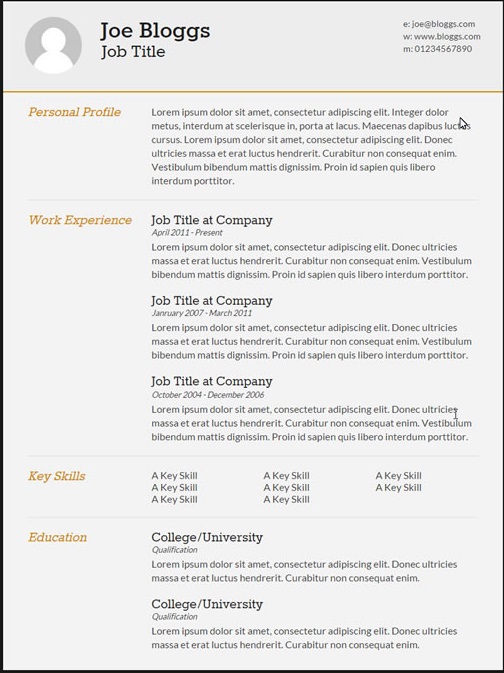 Joe Bloggs
Job Title
e: joe@bloggs.com
w: www.bloggs.com
m: 01234567890
Personal Profile
Lorem ipsum dolor sit amet, consectetur adipiscing elit. Integer dolor
metus, interdum at scelerisque in, porta at lacus. Maecenas dapibus luctus
cursus. Lorem ipsum dolor sit amet, consectetur adipiscing elit. Donec
ultricies massa et erat luctus hendrerit. Curabitur non consequat enim.
Vestibulum bibendum mattis dignissim. Proin id sapien quis libero
interdum porttitor.
Work Experience
Job Title at Company
April 2011 - Present
Lorem ipsum dolor sit amet, consectetur adipiscing elit. Donec ultricies
massa et erat luctus hendrerit. Curabitur non consequat enim. Vestibulum
bibendum mattis dignissim. Proin id sapien quis libero interdum porttitor.
Job Title at Company
Janruary 2007 - March 2011
Lorem ipsum dolor sit amet, consectetur adipiscing elit. Donec ultricies
massa et erat luctus hendrerit. Curabitur non consequat enim. Vestibulum
bibendum mattis dignissim. Proin id sapien quis libero interdum porttitor.
Job Title at Company
October 2004 - December 2006
Lorem ipsum dolor sit amet, consectetur adipiscing elit. Donec ultricies
massa et erat luctus hendrerit. Curabitur non consequat enim. Vestibulum
bibendum mattis dignissim. Proin id sapien quis libero interdum porttitor.
Key Skills
A Key Skill A Key Skill A Key Skill
A Key Skill A Key Skill A Key Skill
A Key Skill A Key Skill
Education
College/University
Qualification
Lorem ipsum dolor sit amet, consectetur adipiscing elit. Donec ultricies
massa et erat luctus hendrerit. Curabitur non consequat enim.
College/University
Qualification
Lorem ipsum dolor sit amet, consectetur adipiscing elit. Donec ultricies
massa et erat luctus hendrerit. Curabitur non consequat enim.